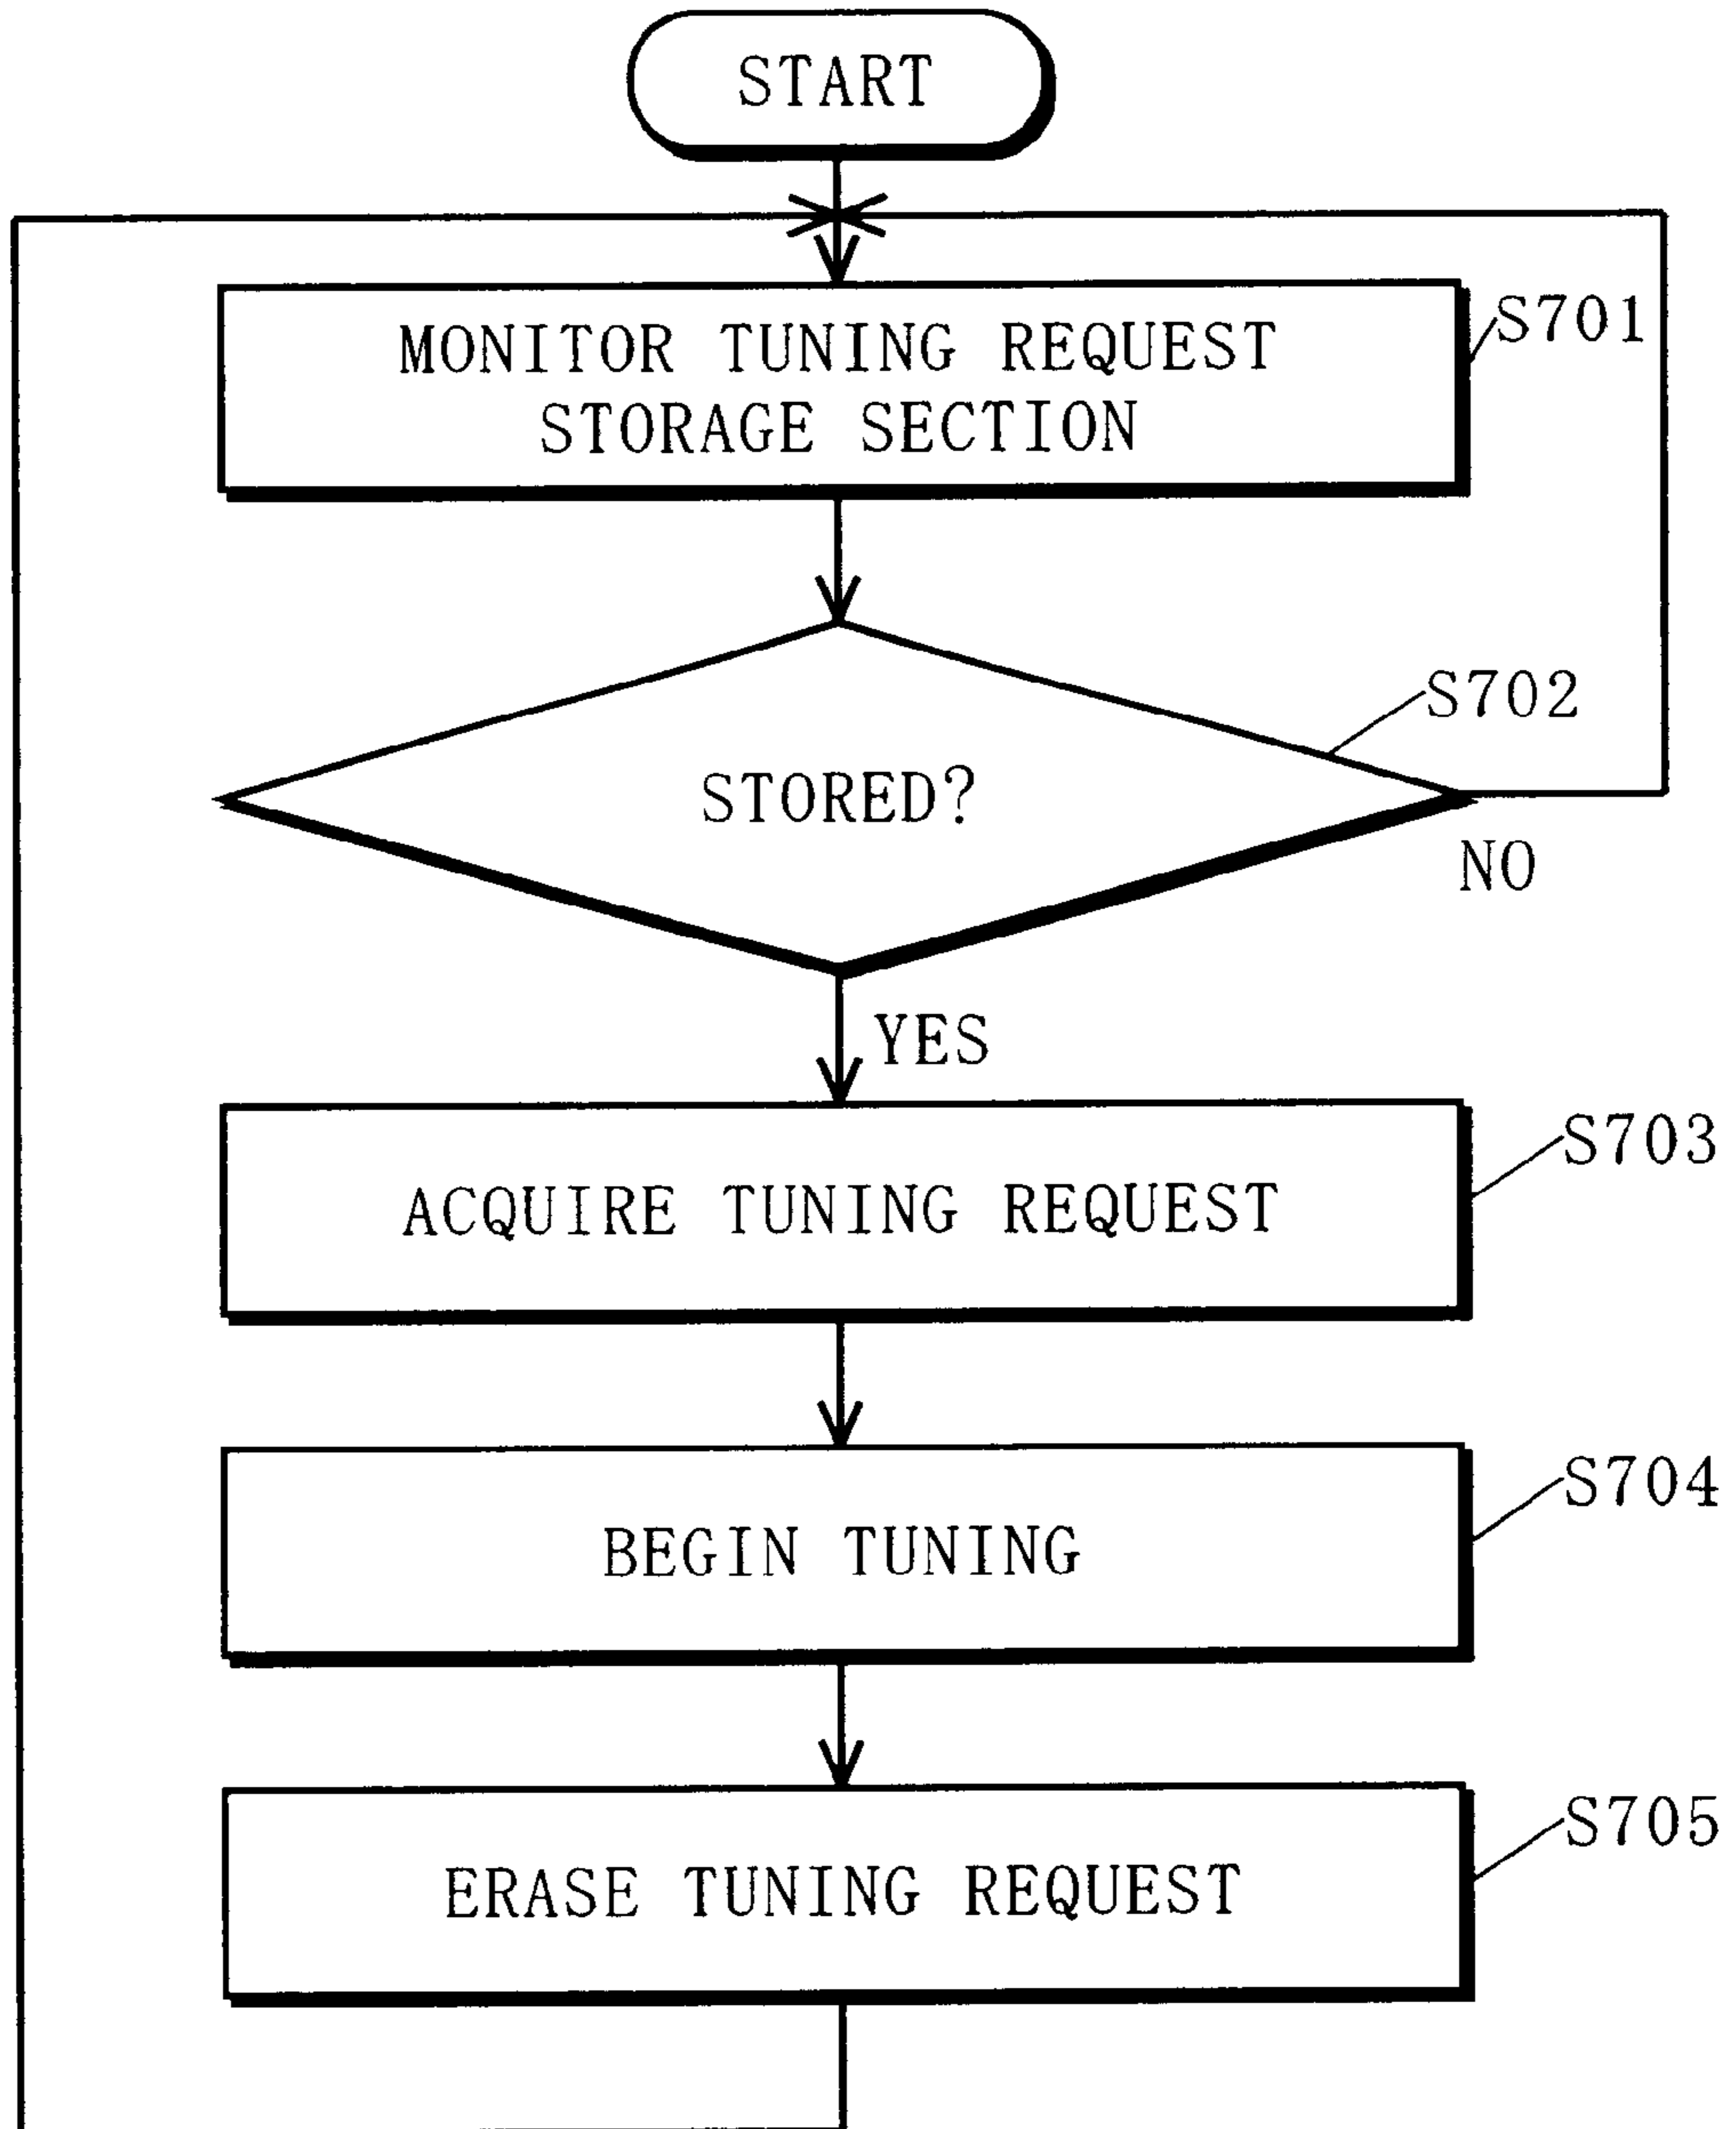 START
MONITOR TUNING REQUEST
STORAGE SECTION
S701
STORED?
S702
NO
YES
ACQUIRE TUNING REQUEST
S703
BEGIN TUNING
S704
ERASE TUNING REQUEST
S705